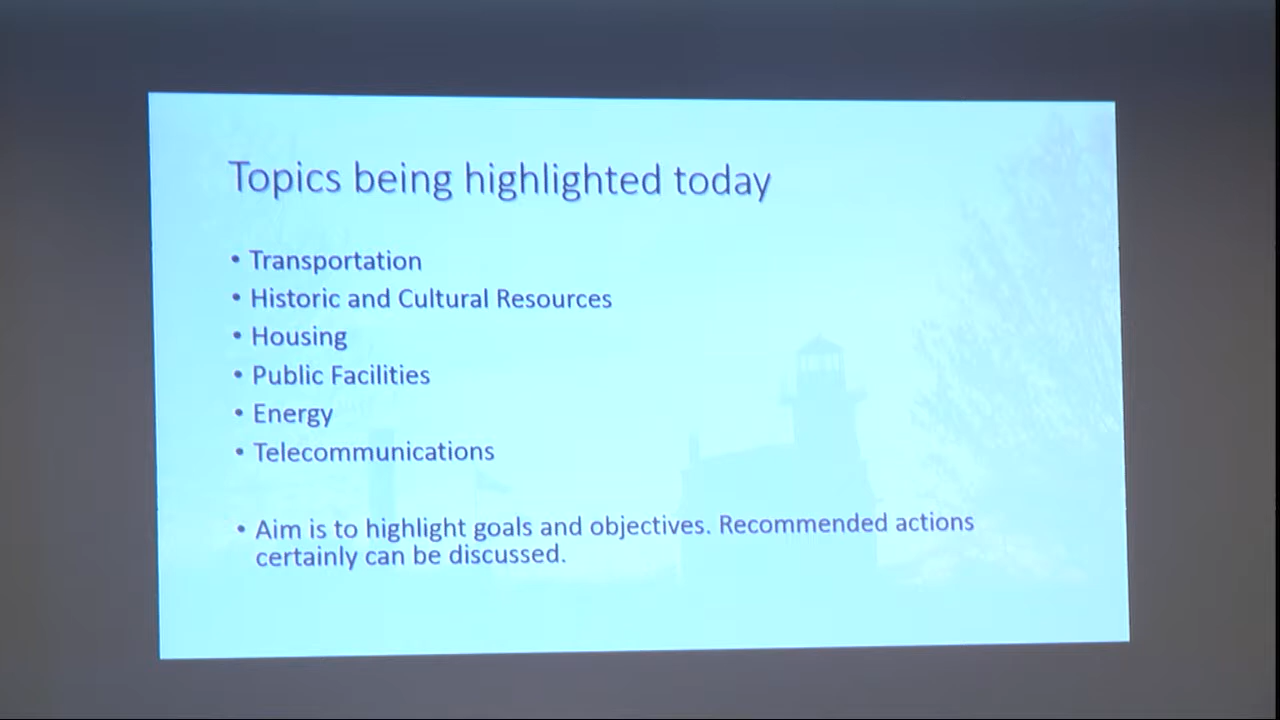 Topics being highlighted today
• Transportation
• Historic and Cultural Resources
• Housing
• Public Facilities
• Energy
• Telecommunications
• Aim is to highlight goals and objectives. Recommended actions
certainly can be discussed.